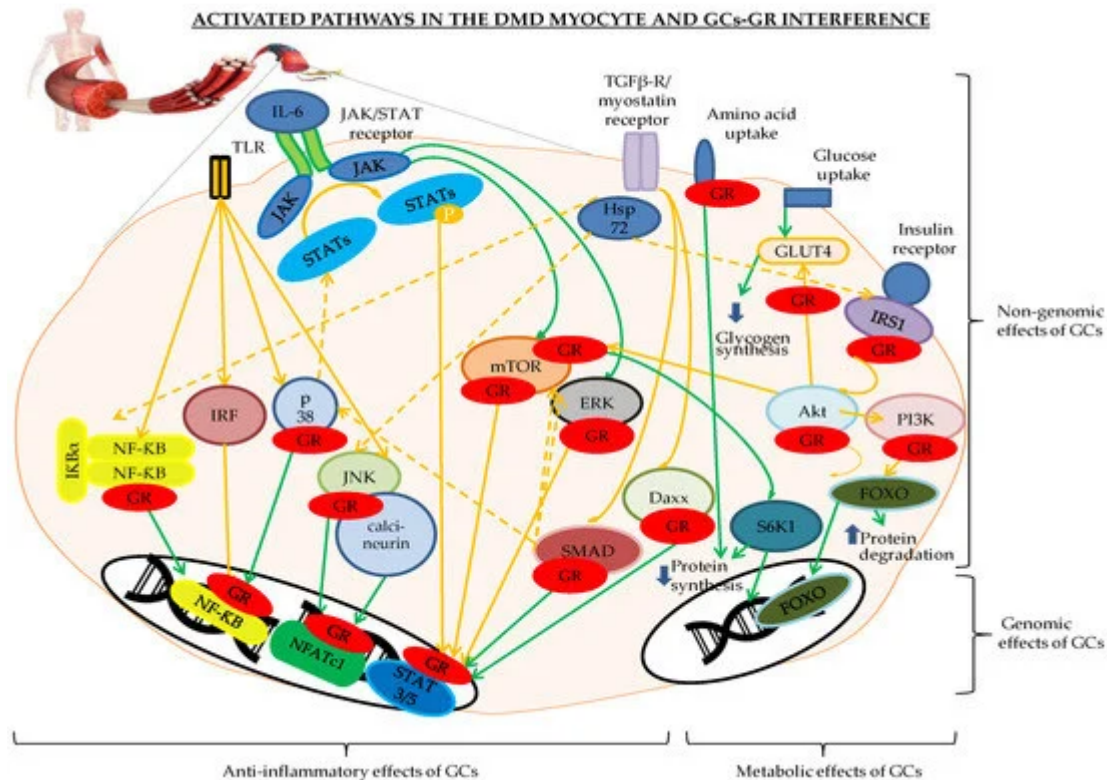 ACTIVATED PATHWAYS IN THE DMD MYOCYTE AND GCs-GR INTERFERENCE
IL-6
JAK/STAT
receptor
TLR
JAK
JAK
STATs
P
STATs
TGFβ-R/
myostatin
receptor
Amino acid
uptake
GR
Glucose
uptake
Hsp
72
Insulin
receptor
GLUT4
GR
IRS1
GR
Glycogen
synthesis
Non-genomic
effects of GCs
mTOR
GR
GR
ERK
GR
Akt
GR
PI3K
GR
IRF
P
38
GR
IKBα
NF-KB
NF-KB
GR
JNK
GR
calci-
neurin
Daxx
GR
S6K1
FOXO
Protein
degradation
SMAD
GR
Protein
synthesis
GR
NF-KB
GR
NFATc1
GR
STAT
3/5
FOXO
Genomic
effects of GCs
Anti-inflammatory effects of GCs
Metabolic effects of GCs